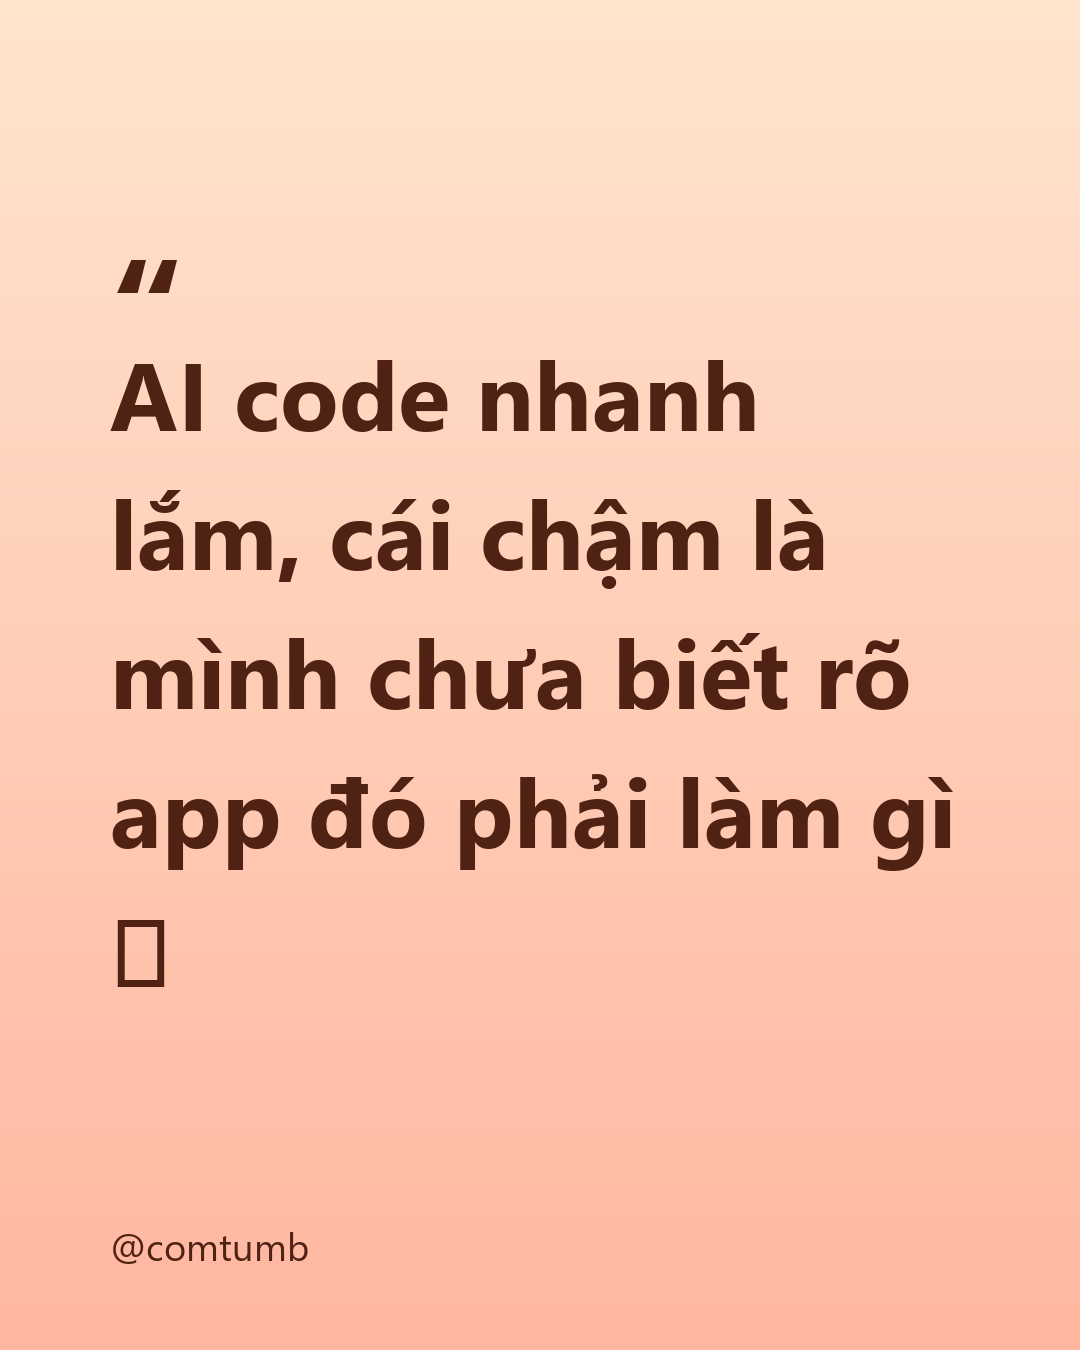 “
AI code nhanh
lắm, cái chậm là
mình chưa biết rõ
app đó phải làm gì
@comtumb